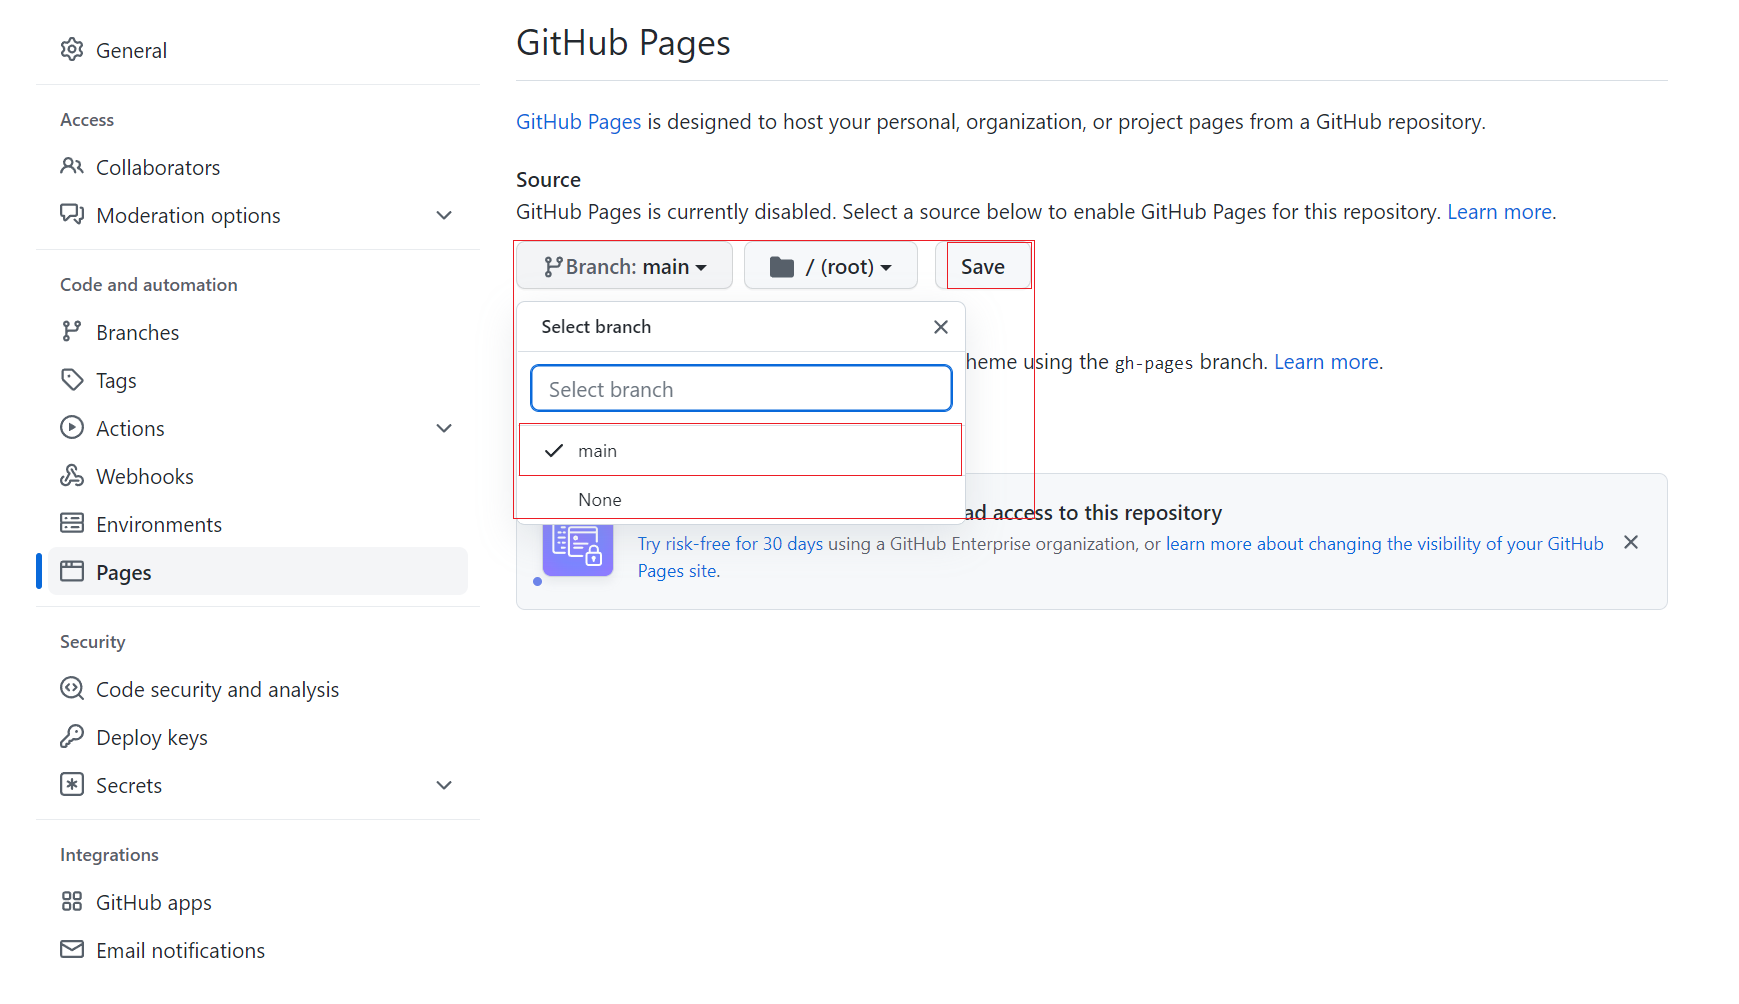 General
Access
Collaborators
Moderation options
Code and automation
Branches
Tags
Actions
Webhooks
Environments
Pages
Security
Code security and analysis
Deploy keys
Secrets
Integrations
GitHub apps
Email notifications
GitHub Pages
GitHub Pages is designed to host your personal, organization, or project pages from a GitHub repository.
Source
GitHub Pages is currently disabled. Select a source below to enable GitHub Pages for this repository. Learn more.
Branch: main
/ (root)
Save
Select branch
Select branch
main
None
heme using the gh-pages branch. Learn more.
ad access to this repository
Try risk-free for 30 days using a GitHub Enterprise organization, or learn more about changing the visibility of your GitHub
Pages site.